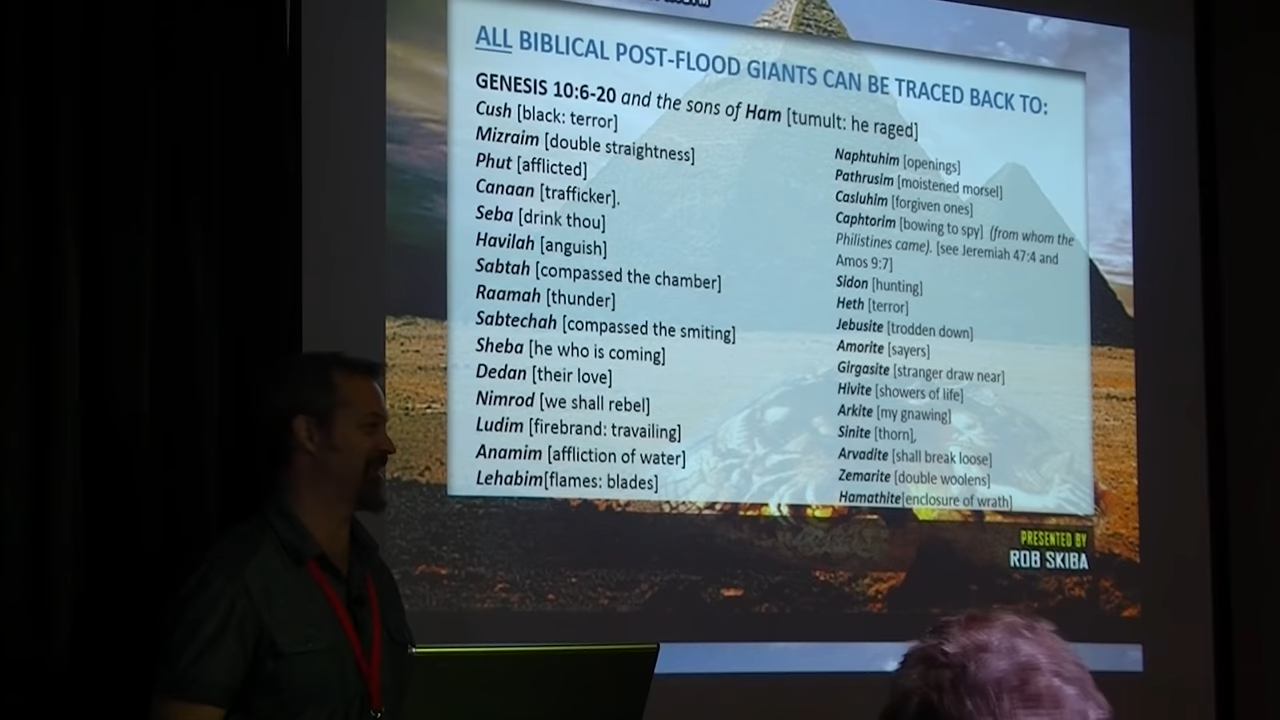 ALL BIBLICAL POST-FLOOD GIANTS CAN BE TRACED BACK TO:
GENESIS 10:6-20 and the sons of Ham [tumult: he raged]
Cush [black: terror]
Mizraim [double straightness]
Phut [afflicted]
Canaan [trafficker].
Seba [drink thou]
Havilah [anguish]
Sabtah [compassed the chamber]
Raamah [thunder]
Sabtechah [compassed the smiting]
Sheba [he who is coming]
Dedan [their love]
Nimrod [we shall rebel]
Ludim [firebrand: travailing]
Anamim [affliction of water]
Lehabim[flames: blades]
Naphtuhim [openings]
Pathrusim [moistened morsel]
Casluhim [forgiven ones]
Caphtorim [bowing to spy] (from whom the
Philistines came). [see Jeremiah 47:4 and
Amos 9:7]
Sidon [hunting]
Heth [terror]
Jebusite [trodden down]
Amorite [sayers]
Girgasite [stranger draw near]
Hivite [showers of life]
Arkite [my gnawing]
Sinite [thorn],
Arvadite [shall break loose]
Zemarite [double woolens]
Hamathite[enclosure of wrath]
PRESENTED BY
ROB SKIBA